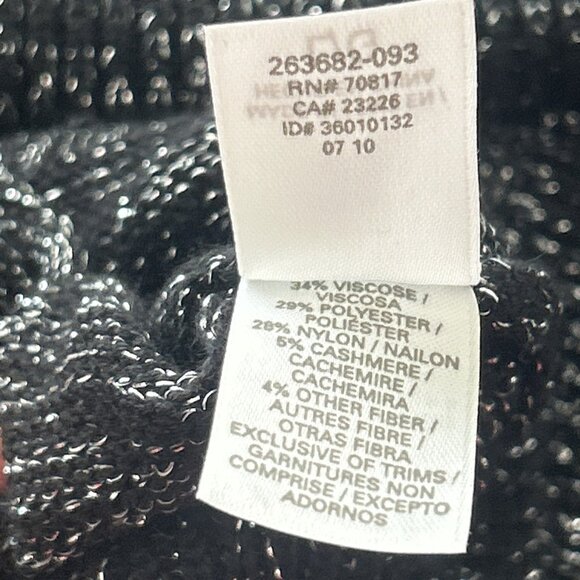 263682-093
RN# 70817
CA# 23226
ID# 36010132
07 10
34% VISCOSE /
VISCOSA
29% POLYESTER /
POLIÉSTER
28% NYLON / NAILON
5% CASHMERE /
CACHEMIRE /
CACHEMIRA
4% OTHER FIBER /
AUTRES FIBRE /
OTRAS FIBRA
EXCLUSIVE OF TRIMS /
GARNITURES NON
COMPRISE / EXCEPTO
ADORNOS